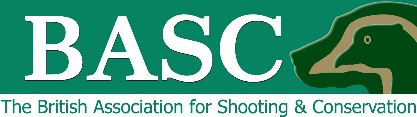 BASC
The British Association for Shooting & Conservation